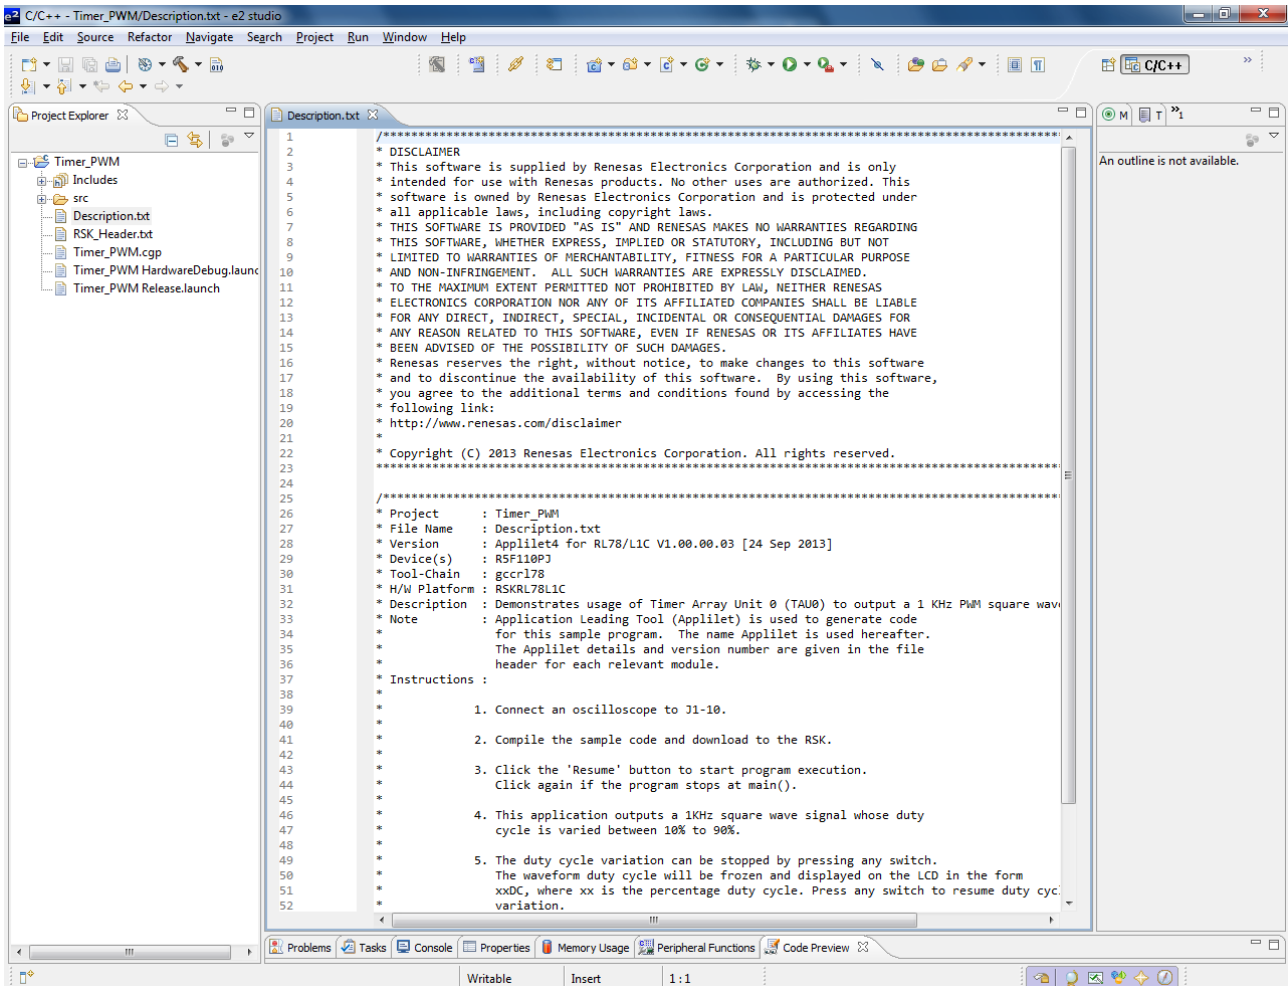 C/C++ - Timer_PWM/Description.txt - e2 studio
File Edit Source Refactor Navigate Search Project Run Window Help
C/C++
Project Explorer
Timer_PWM
Includes
src
Description.txt
RSK_Header.txt
Timer_PWM.cgp
Timer_PWM HardwareDebug.launc
Timer_PWM Release.launch
Description.txt
1 /************************************************************************************************
2 * DISCLAIMER
3 * This software is supplied by Renesas Electronics Corporation and is only
4 * intended for use with Renesas products. No other uses are authorized. This
5 * software is owned by Renesas Electronics Corporation and is protected under
6 * all applicable laws, including copyright laws.
7 * THIS SOFTWARE IS PROVIDED "AS IS" AND RENESAS MAKES NO WARRANTIES REGARDING
8 * THIS SOFTWARE, WHETHER EXPRESS, IMPLIED OR STATUTORY, INCLUDING BUT NOT
9 * LIMITED TO WARRANTIES OF MERCHANTABILITY, FITNESS FOR A PARTICULAR PURPOSE
10 * AND NON-INFRINGEMENT.  ALL SUCH WARRANTIES ARE EXPRESSLY DISCLAIMED.
11 * TO THE MAXIMUM EXTENT PERMITTED NOT PROHIBITED BY LAW, NEITHER RENESAS
12 * ELECTRONICS CORPORATION NOR ANY OF ITS AFFILIATED COMPANIES SHALL BE LIABLE
13 * FOR ANY DIRECT, INDIRECT, SPECIAL, INCIDENTAL OR CONSEQUENTIAL DAMAGES FOR
14 * ANY REASON RELATED TO THIS SOFTWARE, EVEN IF RENESAS OR ITS AFFILIATES HAVE
15 * BEEN ADVISED OF THE POSSIBILITY OF SUCH DAMAGES.
16 * Renesas reserves the right, without notice, to make changes to this software
17 * and to discontinue the availability of this software.  By using this software,
18 * you agree to the additional terms and conditions found by accessing the
19 * following link:
20 * http://www.renesas.com/disclaimer
21 *
22 * Copyright (C) 2013 Renesas Electronics Corporation. All rights reserved.
23 *************************************************************************************************
24
25 /************************************************************************************************
26 * Project      : Timer_PWM
27 * File Name    : Description.txt
28 * Version      : Applilet4 for RL78/L1C V1.00.00.03 [24 Sep 2013]
29 * Device(s)    : R5F110PJ
30 * Tool-Chain   : gccrl78
31 * H/W Platform : RSKRL78L1C
32 * Description  : Demonstrates usage of Timer Array Unit 0 (TAU0) to output a 1 KHz PWM square wav
33 * Note         : Application Leading Tool (Applilet) is used to generate code
34 * for this sample program.  The name Applilet is used hereafter.
35 * The Applilet details and version number are given in the file
36 * header for each relevant module.
37 * Instructions :
38 *
39 * 1. Connect an oscilloscope to J1-10.
40 *
41 * 2. Compile the sample code and download to the RSK.
42 *
43 * 3. Click the 'Resume' button to start program execution.
44 * Click again if the program stops at main().
45 *
46 * 4. This application outputs a 1KHz square wave signal whose duty
47 * cycle is varied between 10% to 90%.
48 *
49 * 5. The duty cycle variation can be stopped by pressing any switch.
50 * The waveform duty cycle will be frozen and displayed on the LCD in the form
51 * xxDC, where xx is the percentage duty cycle. Press any switch to resume duty cyc
52 * variation.
M T 1
An outline is not available.
Problems Tasks Console Properties Memory Usage Peripheral Functions Code Preview
Writable Insert 1:1